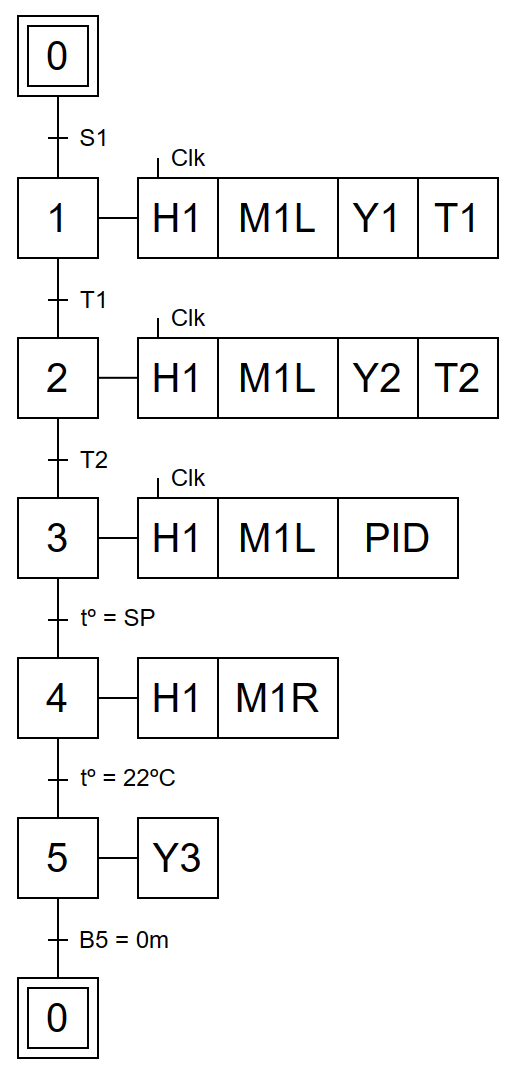 0
S1
Clk
1 H1 M1L Y1 T1
T1
Clk
2 H1 M1L Y2 T2
T2
Clk
3 H1 M1L PID
tº = SP
4 H1 M1R
tº = 22ºC
5 Y3
B5 = 0m
0